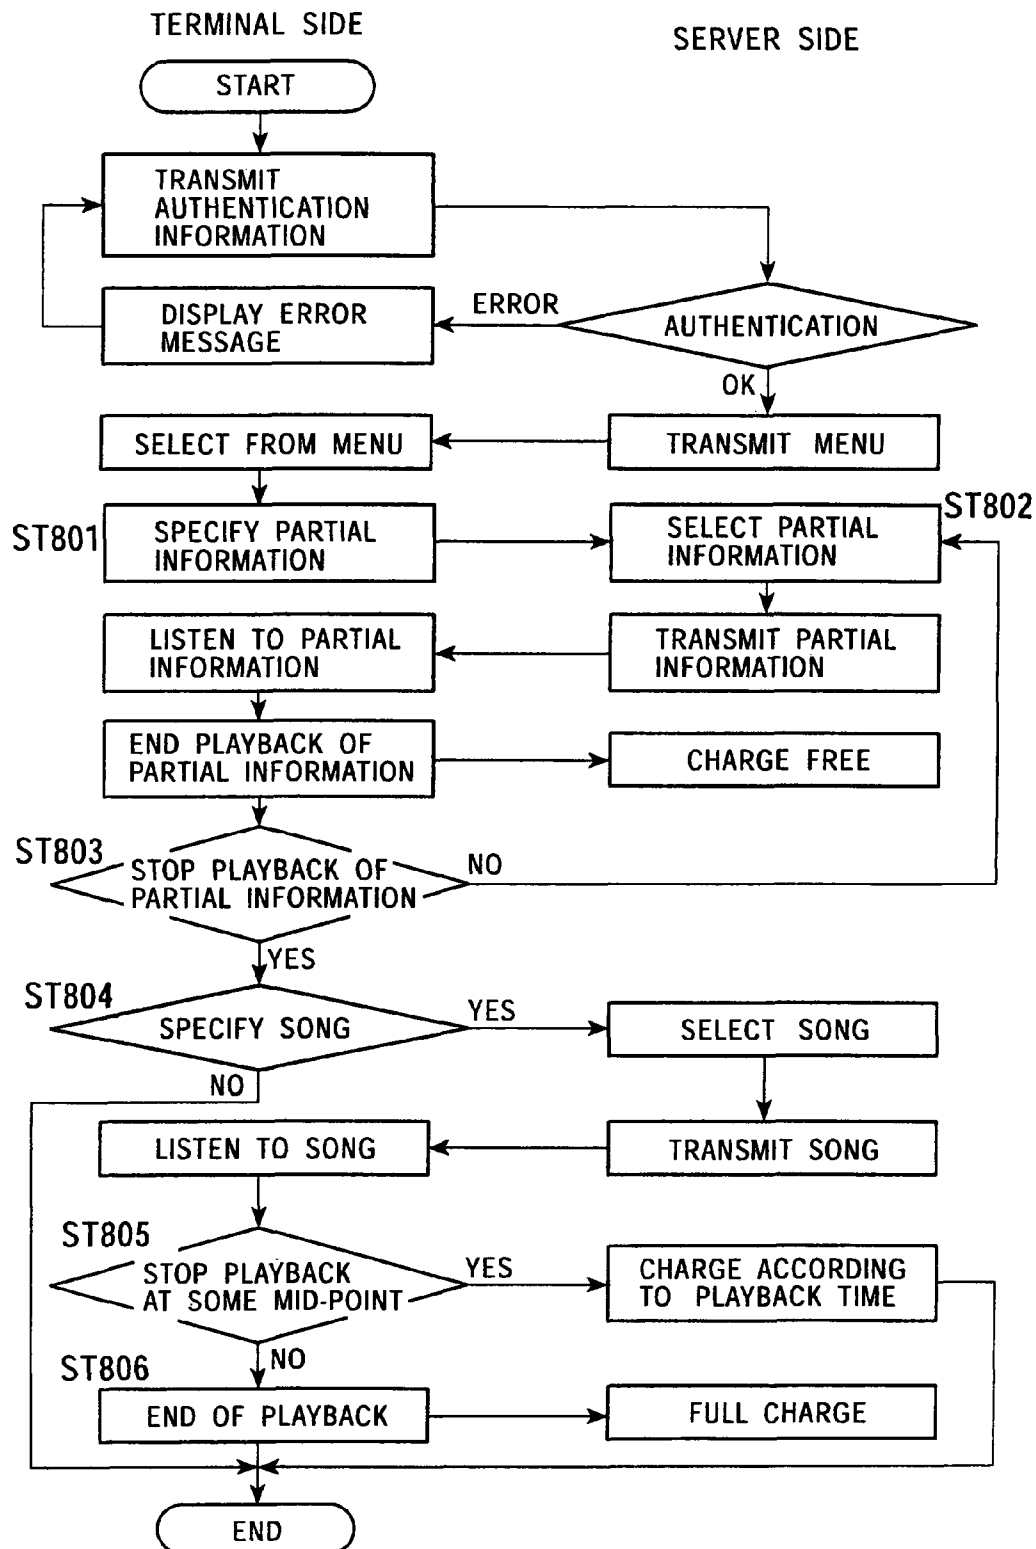 TERMINAL SIDE
SERVER SIDE
START
TRANSMIT
AUTHENTICATION
INFORMATION
DISPLAY ERROR
MESSAGE
ERROR
AUTHENTICATION
OK
SELECT FROM MENU
TRANSMIT MENU
ST801
SPECIFY PARTIAL
INFORMATION
SELECT PARTIAL
INFORMATION
ST802
LISTEN TO PARTIAL
INFORMATION
TRANSMIT PARTIAL
INFORMATION
END PLAYBACK OF
PARTIAL INFORMATION
CHARGE FREE
ST803
STOP PLAYBACK OF
PARTIAL INFORMATION
NO
YES
ST804
SPECIFY SONG
YES
SELECT SONG
NO
LISTEN TO SONG
TRANSMIT SONG
ST805
STOP PLAYBACK
AT SOME MID-POINT
YES
CHARGE ACCORDING
TO PLAYBACK TIME
NO
ST806
END OF PLAYBACK
FULL CHARGE
END